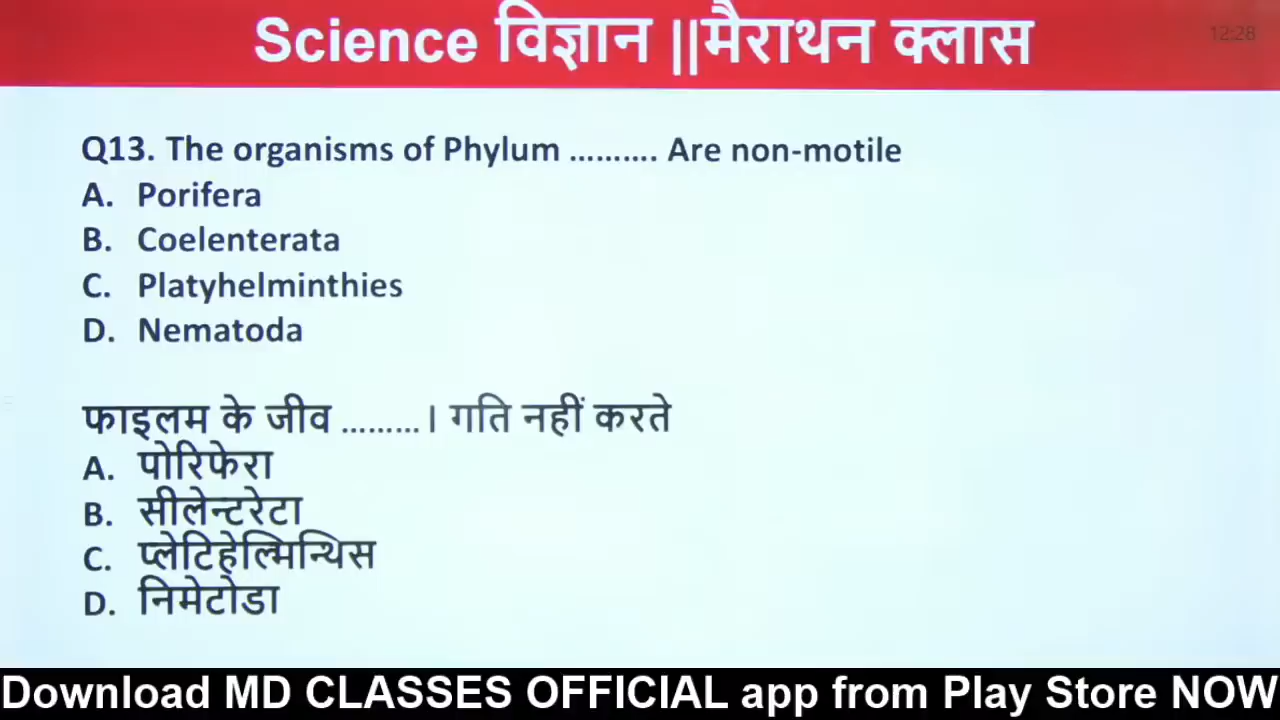 Science विज्ञान ||मैराथन क्लास
12:28
Q13. The organisms of Phylum .......... Are non-motile
A. Porifera
B. Coelenterata
C. Platyhelminthies
D. Nematoda
फाइलम के जीव .........। गति नहीं करते
A. पोरिफेरा
B. सीलेन्टरेटा
C. प्लेटिहेल्मिन्थिस
D. निमेटोडा
Download MD CLASSES OFFICIAL app from Play Store NOW